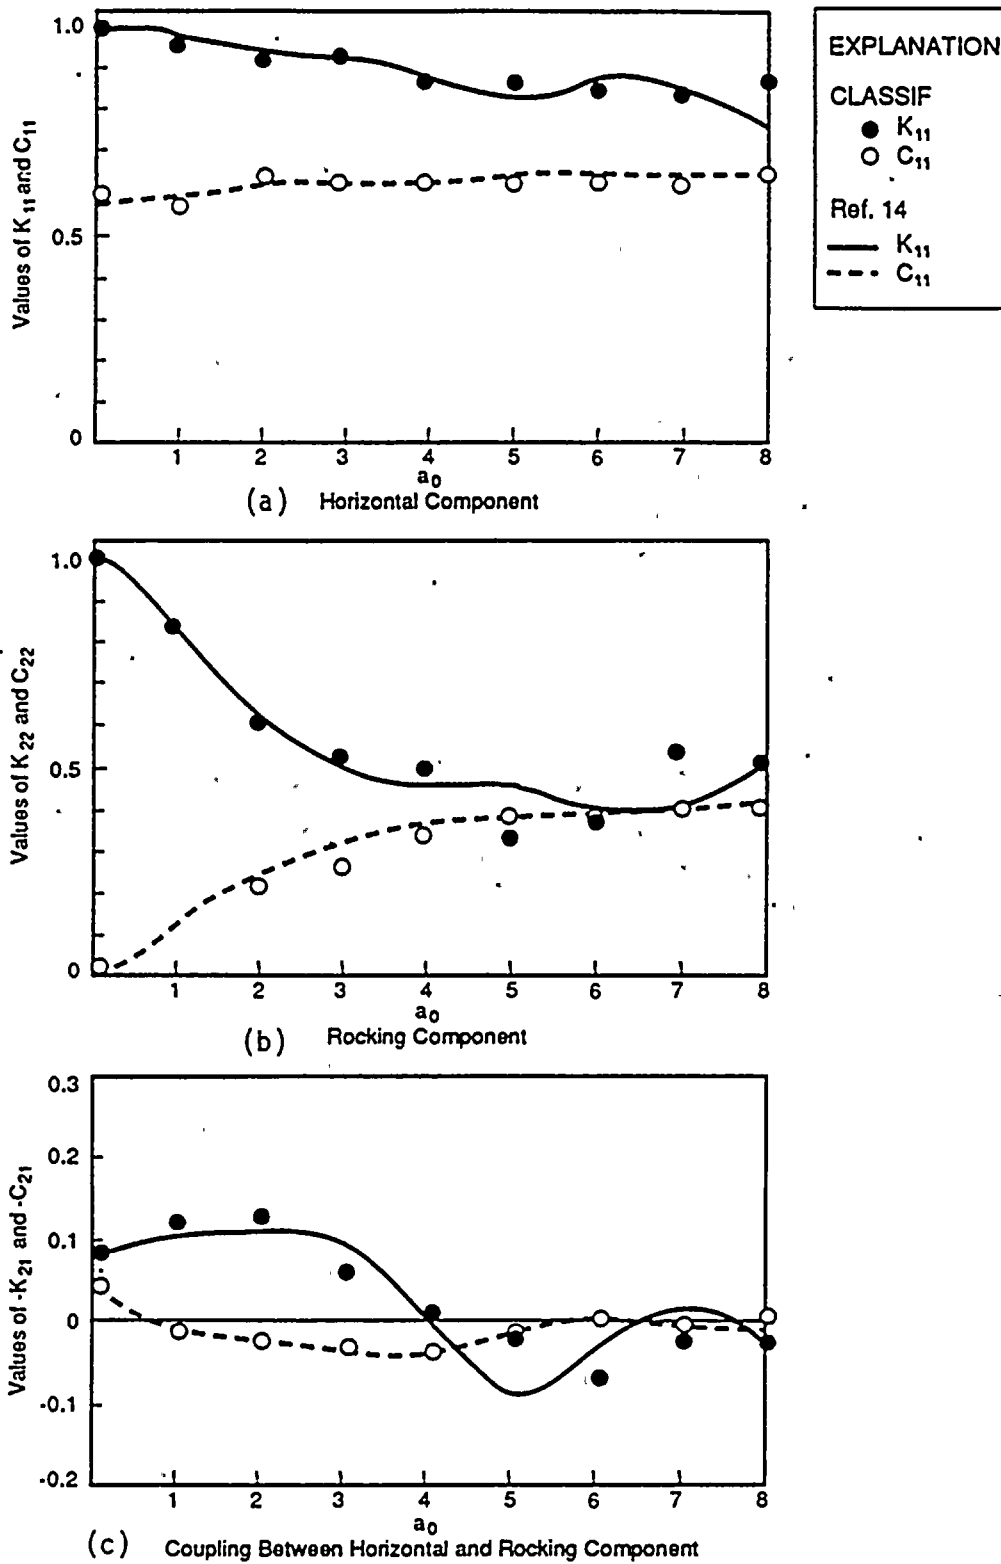 1.0
0.5
0
Values of K11 and C11
1 2 3 4 5 6 7 8
a0
(a) Horizontal Component
EXPLANATION
CLASSIF
K11
C11
Ref. 14
K11
C11
1.0
0.5
0
Values of K22 and C22
1 2 3 4 5 6 7 8
a0
(b) Rocking Component
0.3
0.2
0.1
0
-0.1
-0.2
Values of -K21 and -C21
1 2 3 4 5 6 7 8
a0
(c) Coupling Between Horizontal and Rocking Component